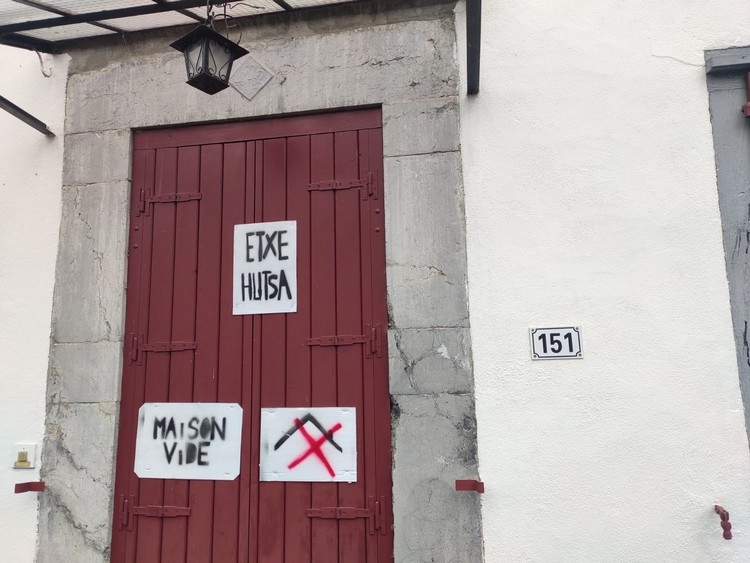 ETXE
HUTSA
151
MAISON
VIDE